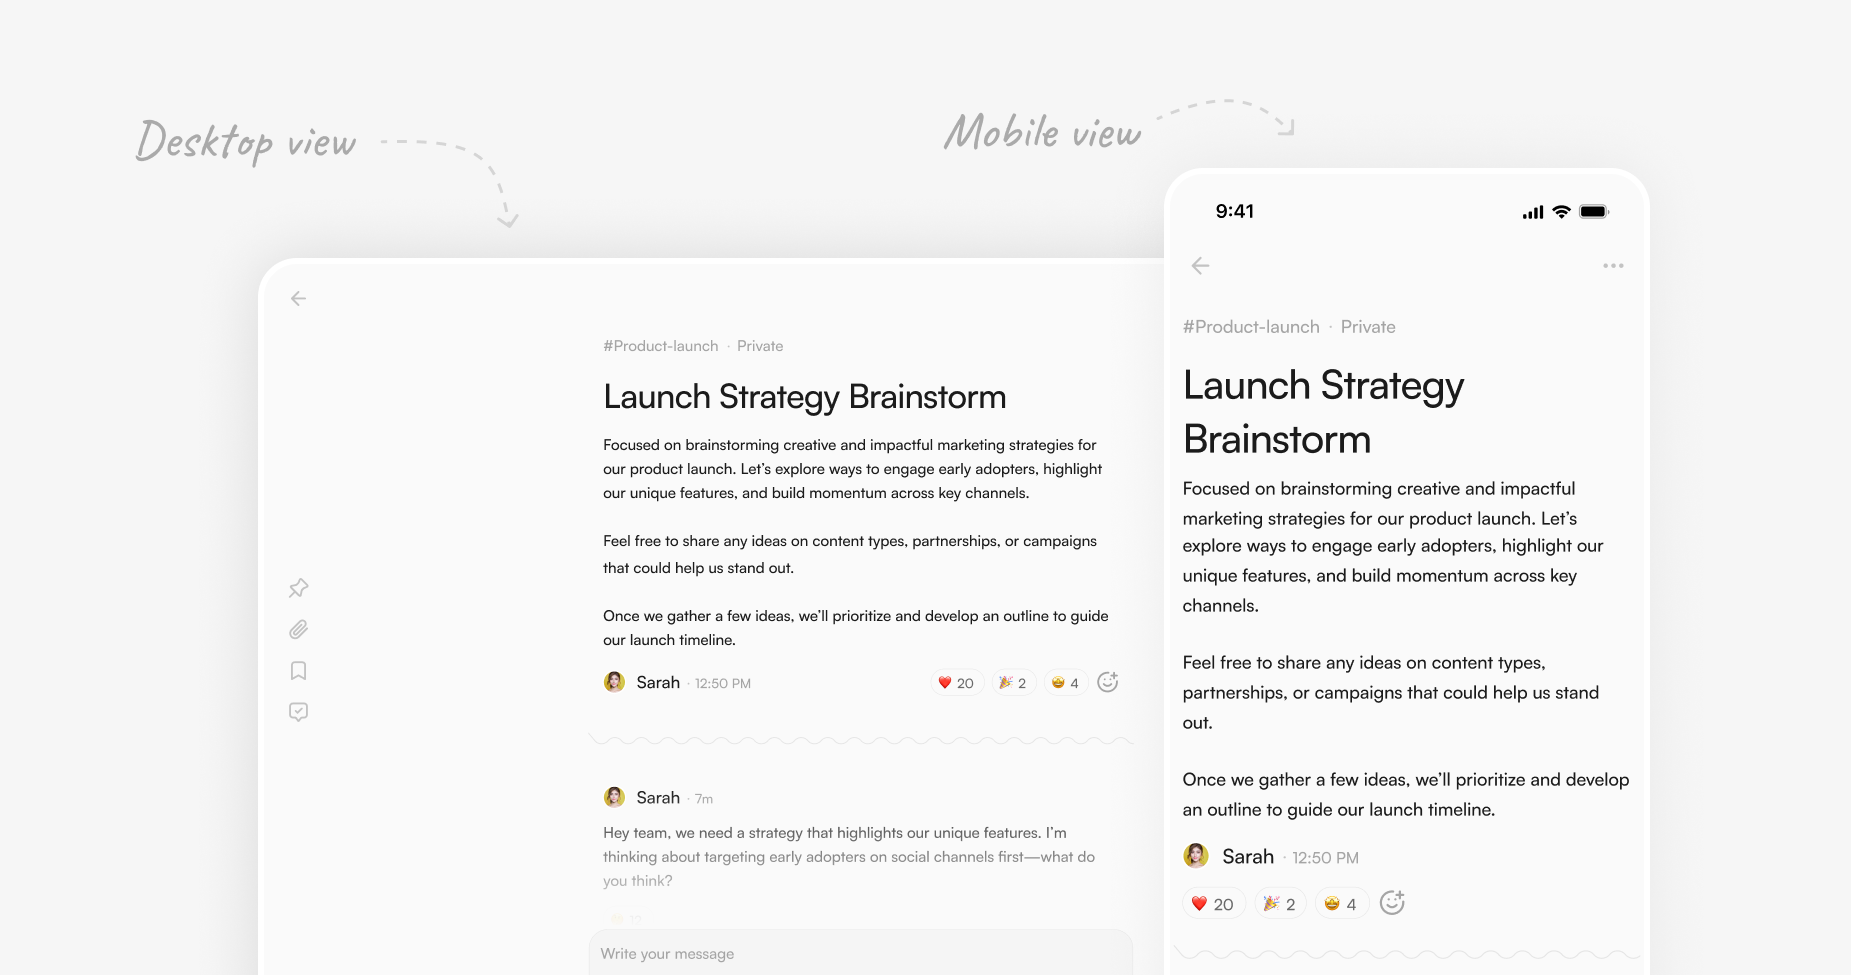 Desktop view
Mobile view
#Product-launch · Private
Launch Strategy Brainstorm
Focused on brainstorming creative and impactful marketing strategies for
our product launch. Let’s explore ways to engage early adopters, highlight
our unique features, and build momentum across key channels.
Feel free to share any ideas on content types, partnerships, or campaigns
that could help us stand out.
Once we gather a few ideas, we’ll prioritize and develop an outline to guide
our launch timeline.
Sarah · 12:50 PM
❤️ 20 🎉 2 🤩 4
Sarah · 7m
Hey team, we need a strategy that highlights our unique features. I’m
thinking about targeting early adopters on social channels first—what do
you think?
12
Write your message
9:41
#Product-launch · Private
Launch Strategy
Brainstorm
Focused on brainstorming creative and impactful
marketing strategies for our product launch. Let’s
explore ways to engage early adopters, highlight our
unique features, and build momentum across key
channels.
Feel free to share any ideas on content types,
partnerships, or campaigns that could help us stand
out.
Once we gather a few ideas, we’ll prioritize and develop
an outline to guide our launch timeline.
Sarah · 12:50 PM
❤️ 20 🎉 2 🤩 4